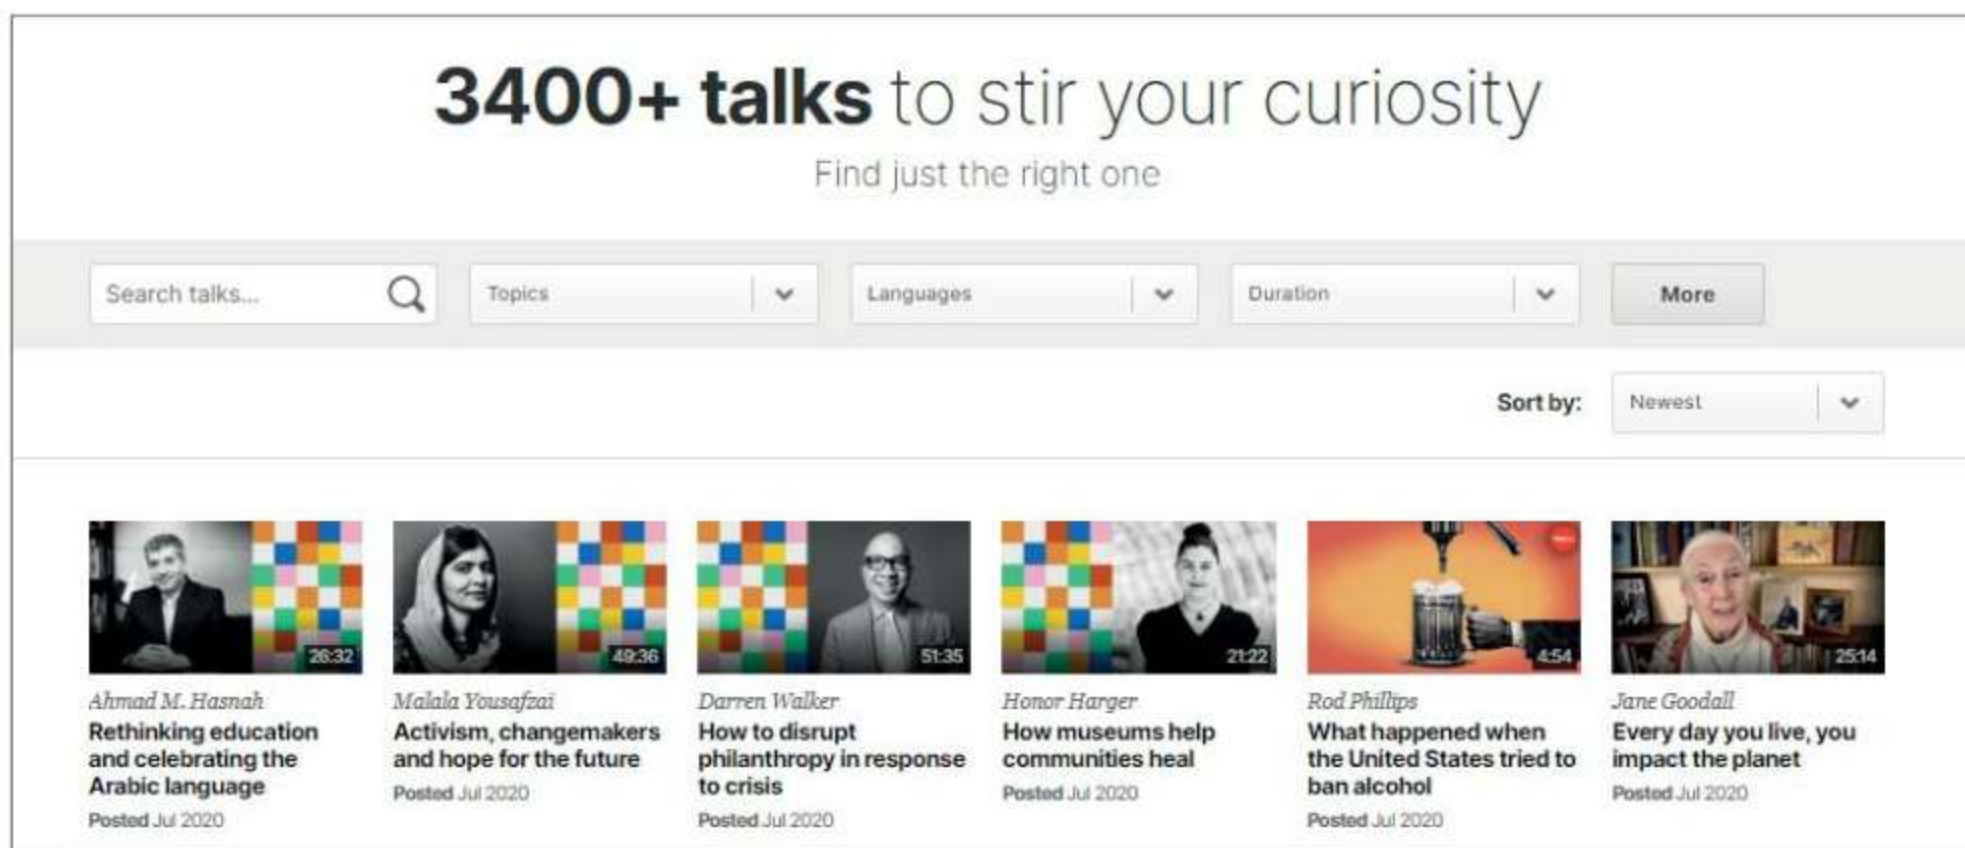 3400+ talks to stir your curiosity
Find just the right one
Search talks...
Topics
Languages
Duration
More
Sort by:
Newest
26:32
Ahmad M. Hasnah
Rethinking education
and celebrating the
Arabic language
Posted Jul 2020
49:36
Malala Yousafzai
Activism, changemakers
and hope for the future
Posted Jul 2020
51:35
Darren Walker
How to disrupt
philanthropy in response
to crisis
Posted Jul 2020
21:22
Honor Harger
How museums help
communities heal
Posted Jul 2020
4:54
Rod Phillips
What happened when
the United States tried to
ban alcohol
Posted Jul 2020
25:14
Jane Goodall
Every day you live, you
impact the planet
Posted Jul 2020